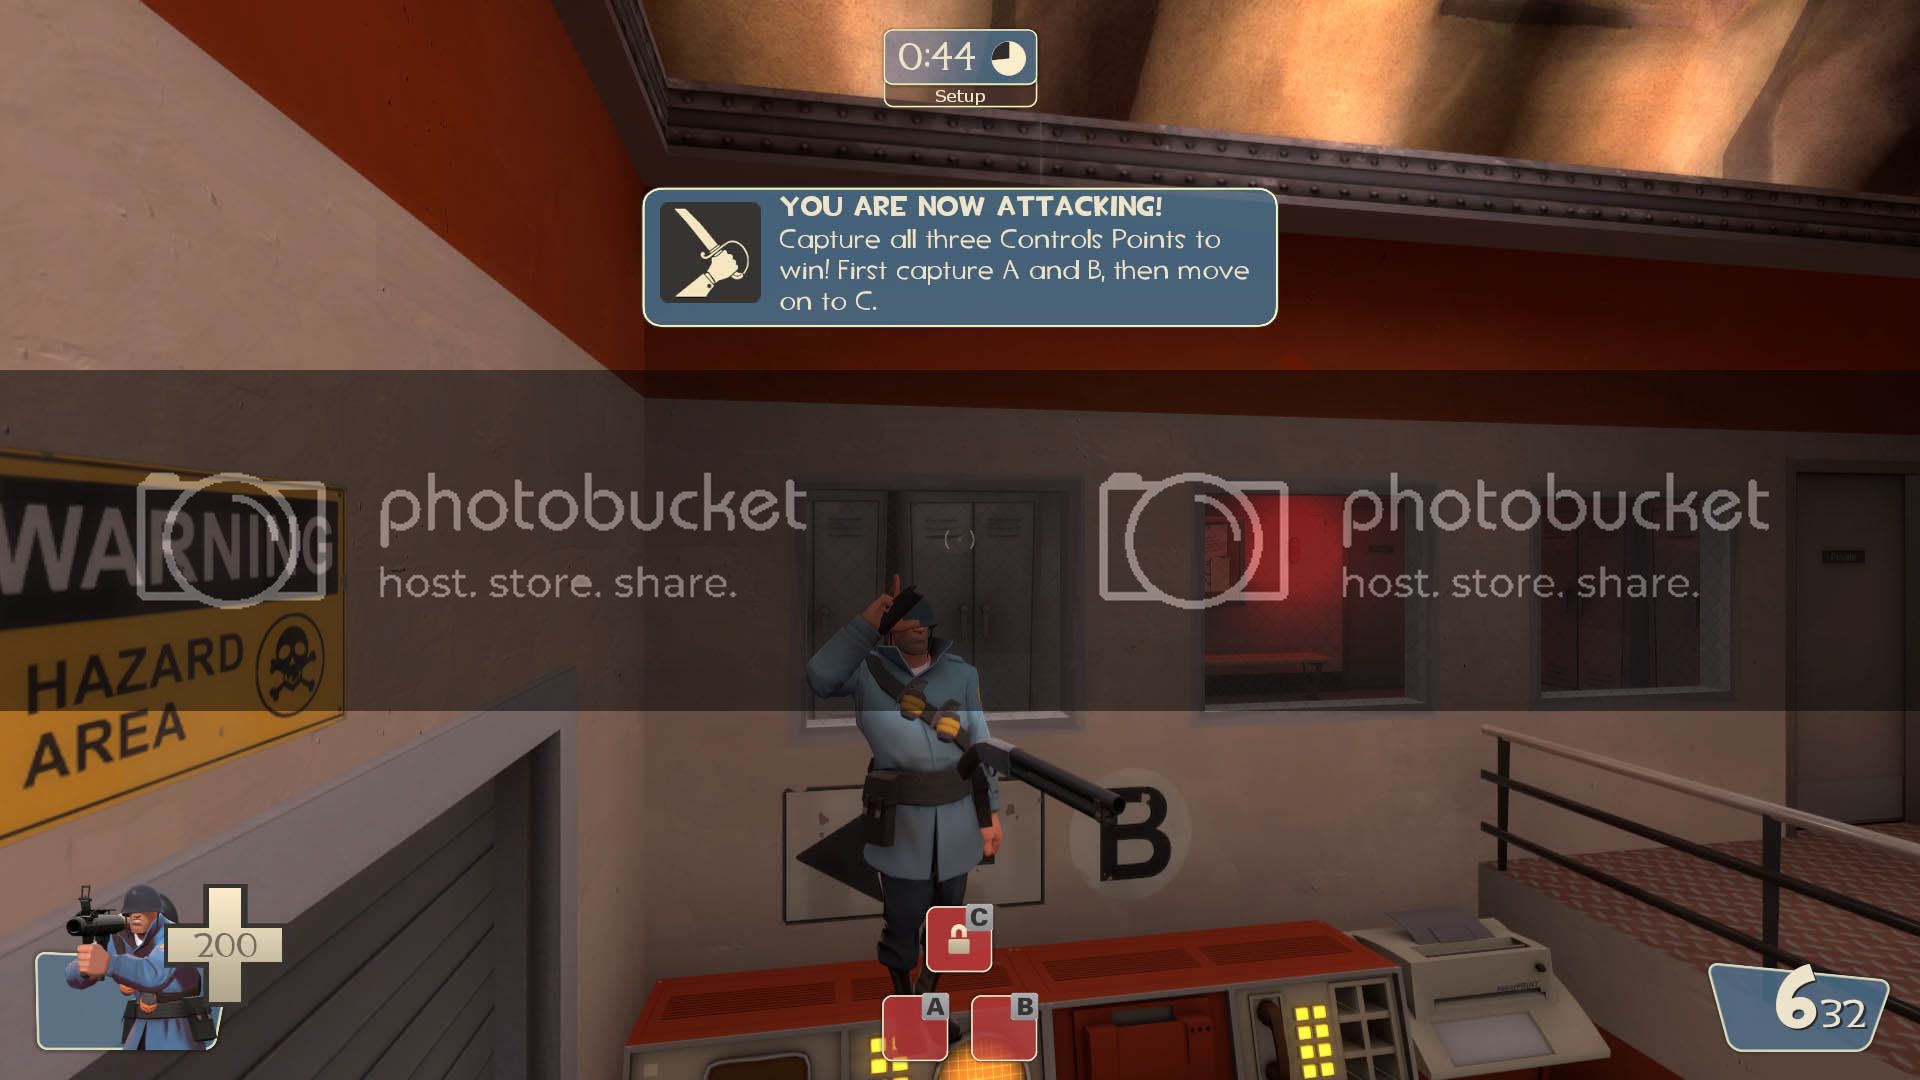 0:44
Setup
YOU ARE NOW ATTACKING!
Capture all three Controls Points to
win! First capture A and B, then move
on to C.
WARNING
HAZARD
AREA
photobucket
host. store. share.
photobucket
host. store. share.
Private
B
C
A
B
200
6 32